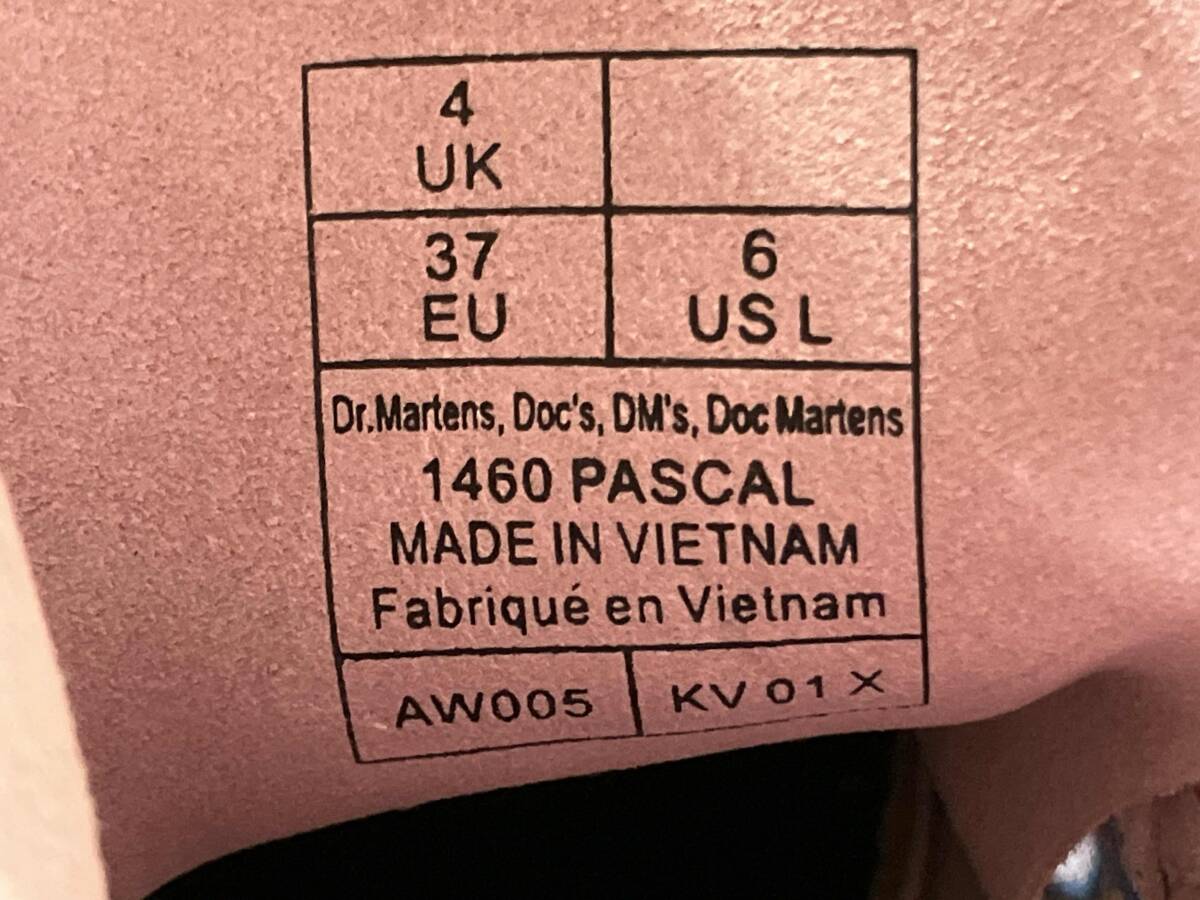 4
UK
37
EU
6
US L
Dr.Martens, Doc's, DM's, Doc Martens
1460 PASCAL
MADE IN VIETNAM
Fabriqué en Vietnam
AW005
KV 01 X